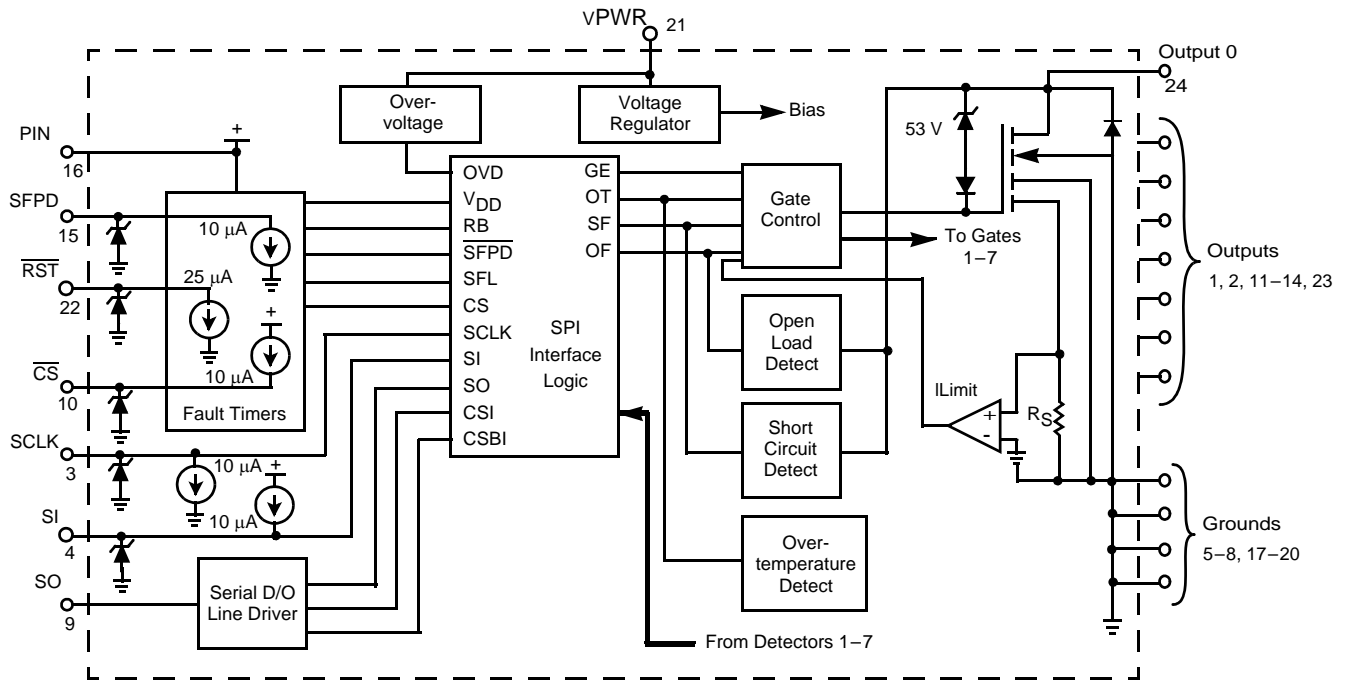 VPWR
21
Output 0
24
Over-
voltage
Voltage
Regulator
Bias
53 V
PIN
16
+
SFPD
15
10 µA
RST
22
25 µA
+
10 µA
CS
10
Fault Timers
SCLK
3
10 µA
+
10 µA
SI
4
SO
9
Serial D/O
Line Driver
OVD
VDD
RB
SFPD
SFL
CS
SCLK
SI
SO
CSI
CSBI
GE
OT
SF
OF
SPI
Interface
Logic
Gate
Control
To Gates
1–7
Open
Load
Detect
Short
Circuit
Detect
Over-
temperature
Detect
From Detectors 1–7
ILimit
+
-
RS
Outputs
1, 2, 11–14, 23
Grounds
5–8, 17–20